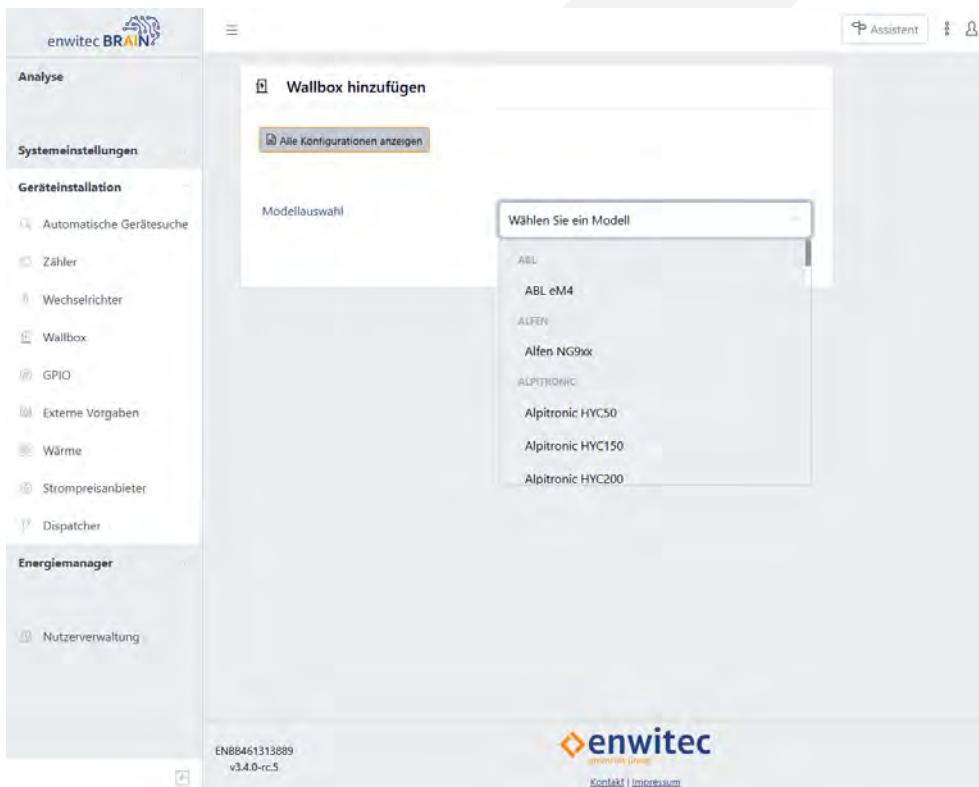 enwitec BRAIN
Assistent
Analyse
Systemeinstellungen
Geräteinstallation
Automatische Gerätesuche
Zähler
Wechselrichter
Wallbox
GPIO
Externe Vorgaben
Wärme
Strompreisanbieter
Dispatcher
Energiemanager
Nutzerverwaltung
Wallbox hinzufügen
Alle Konfigurationen anzeigen
Modellauswahl
Wählen Sie ein Modell
ABL
ABL eM4
ALFEN
Alfen NG9xx
ALPITRONIC
Alpitronic HYC50
Alpitronic HYC150
Alpitronic HYC200
ENBB461313889
v3.4.0-rc.5
enwitec
Kontakt | Impressum